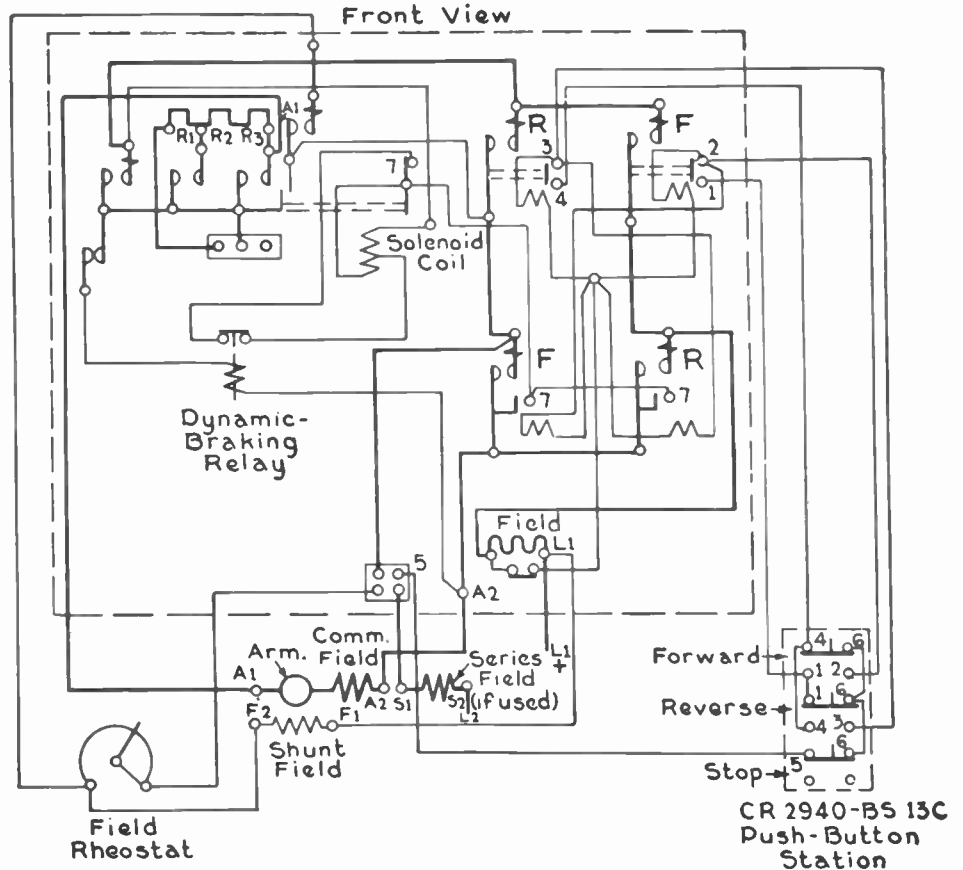 Front View
A1
R1 R2 R3
R
F
3
4
2
1
7
Solenoid
Coil
F
R
7
7
Dynamic-
Braking
Relay
Field
L1
5
A2
L1
+
Comm.
Field
Arm.
A1
A2 S1
Series
Field
(if used)
S2
L2
F2
F1
Shunt
Field
Field
Rheostat
4 6
Forward
1 2
1 6
Reverse
4 3
6
5
Stop
CR 2940-BS 13C
Push-Button
Station